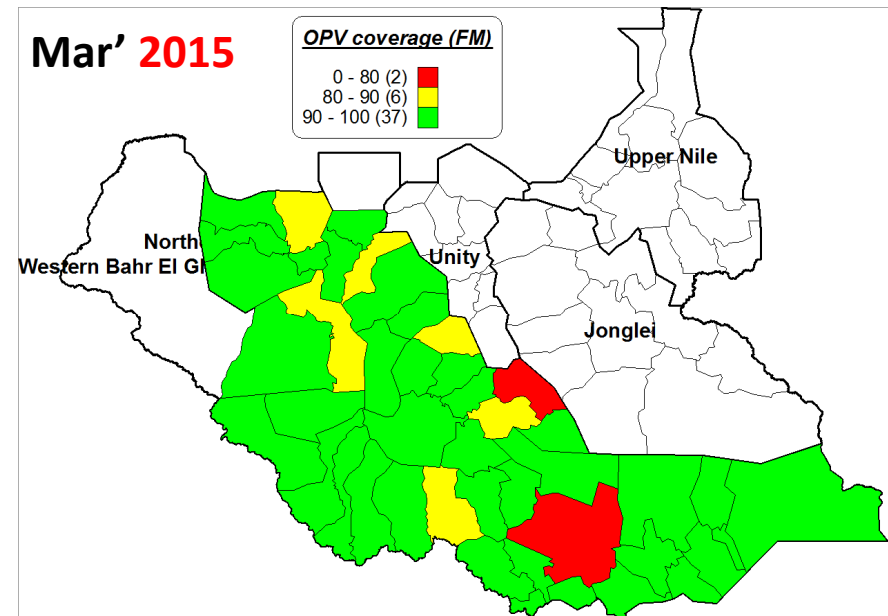 Mar’ 2015
OPV coverage (FM)
0 - 80 (2)
80 - 90 (6)
90 - 100 (37)
Upper Nile
Unity
Western Bahr El
Jonglei